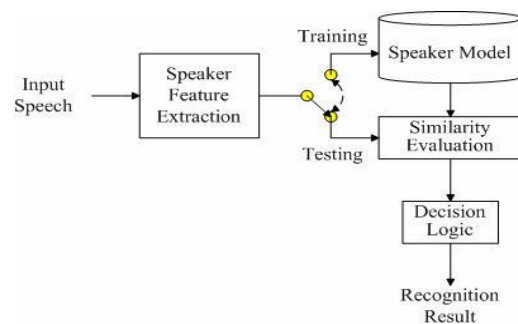 Input
Speech
Speaker
Feature
Extraction
Training
Testing
Speaker Model
Similarity
Evaluation
Decision
Logic
Recognition
Result